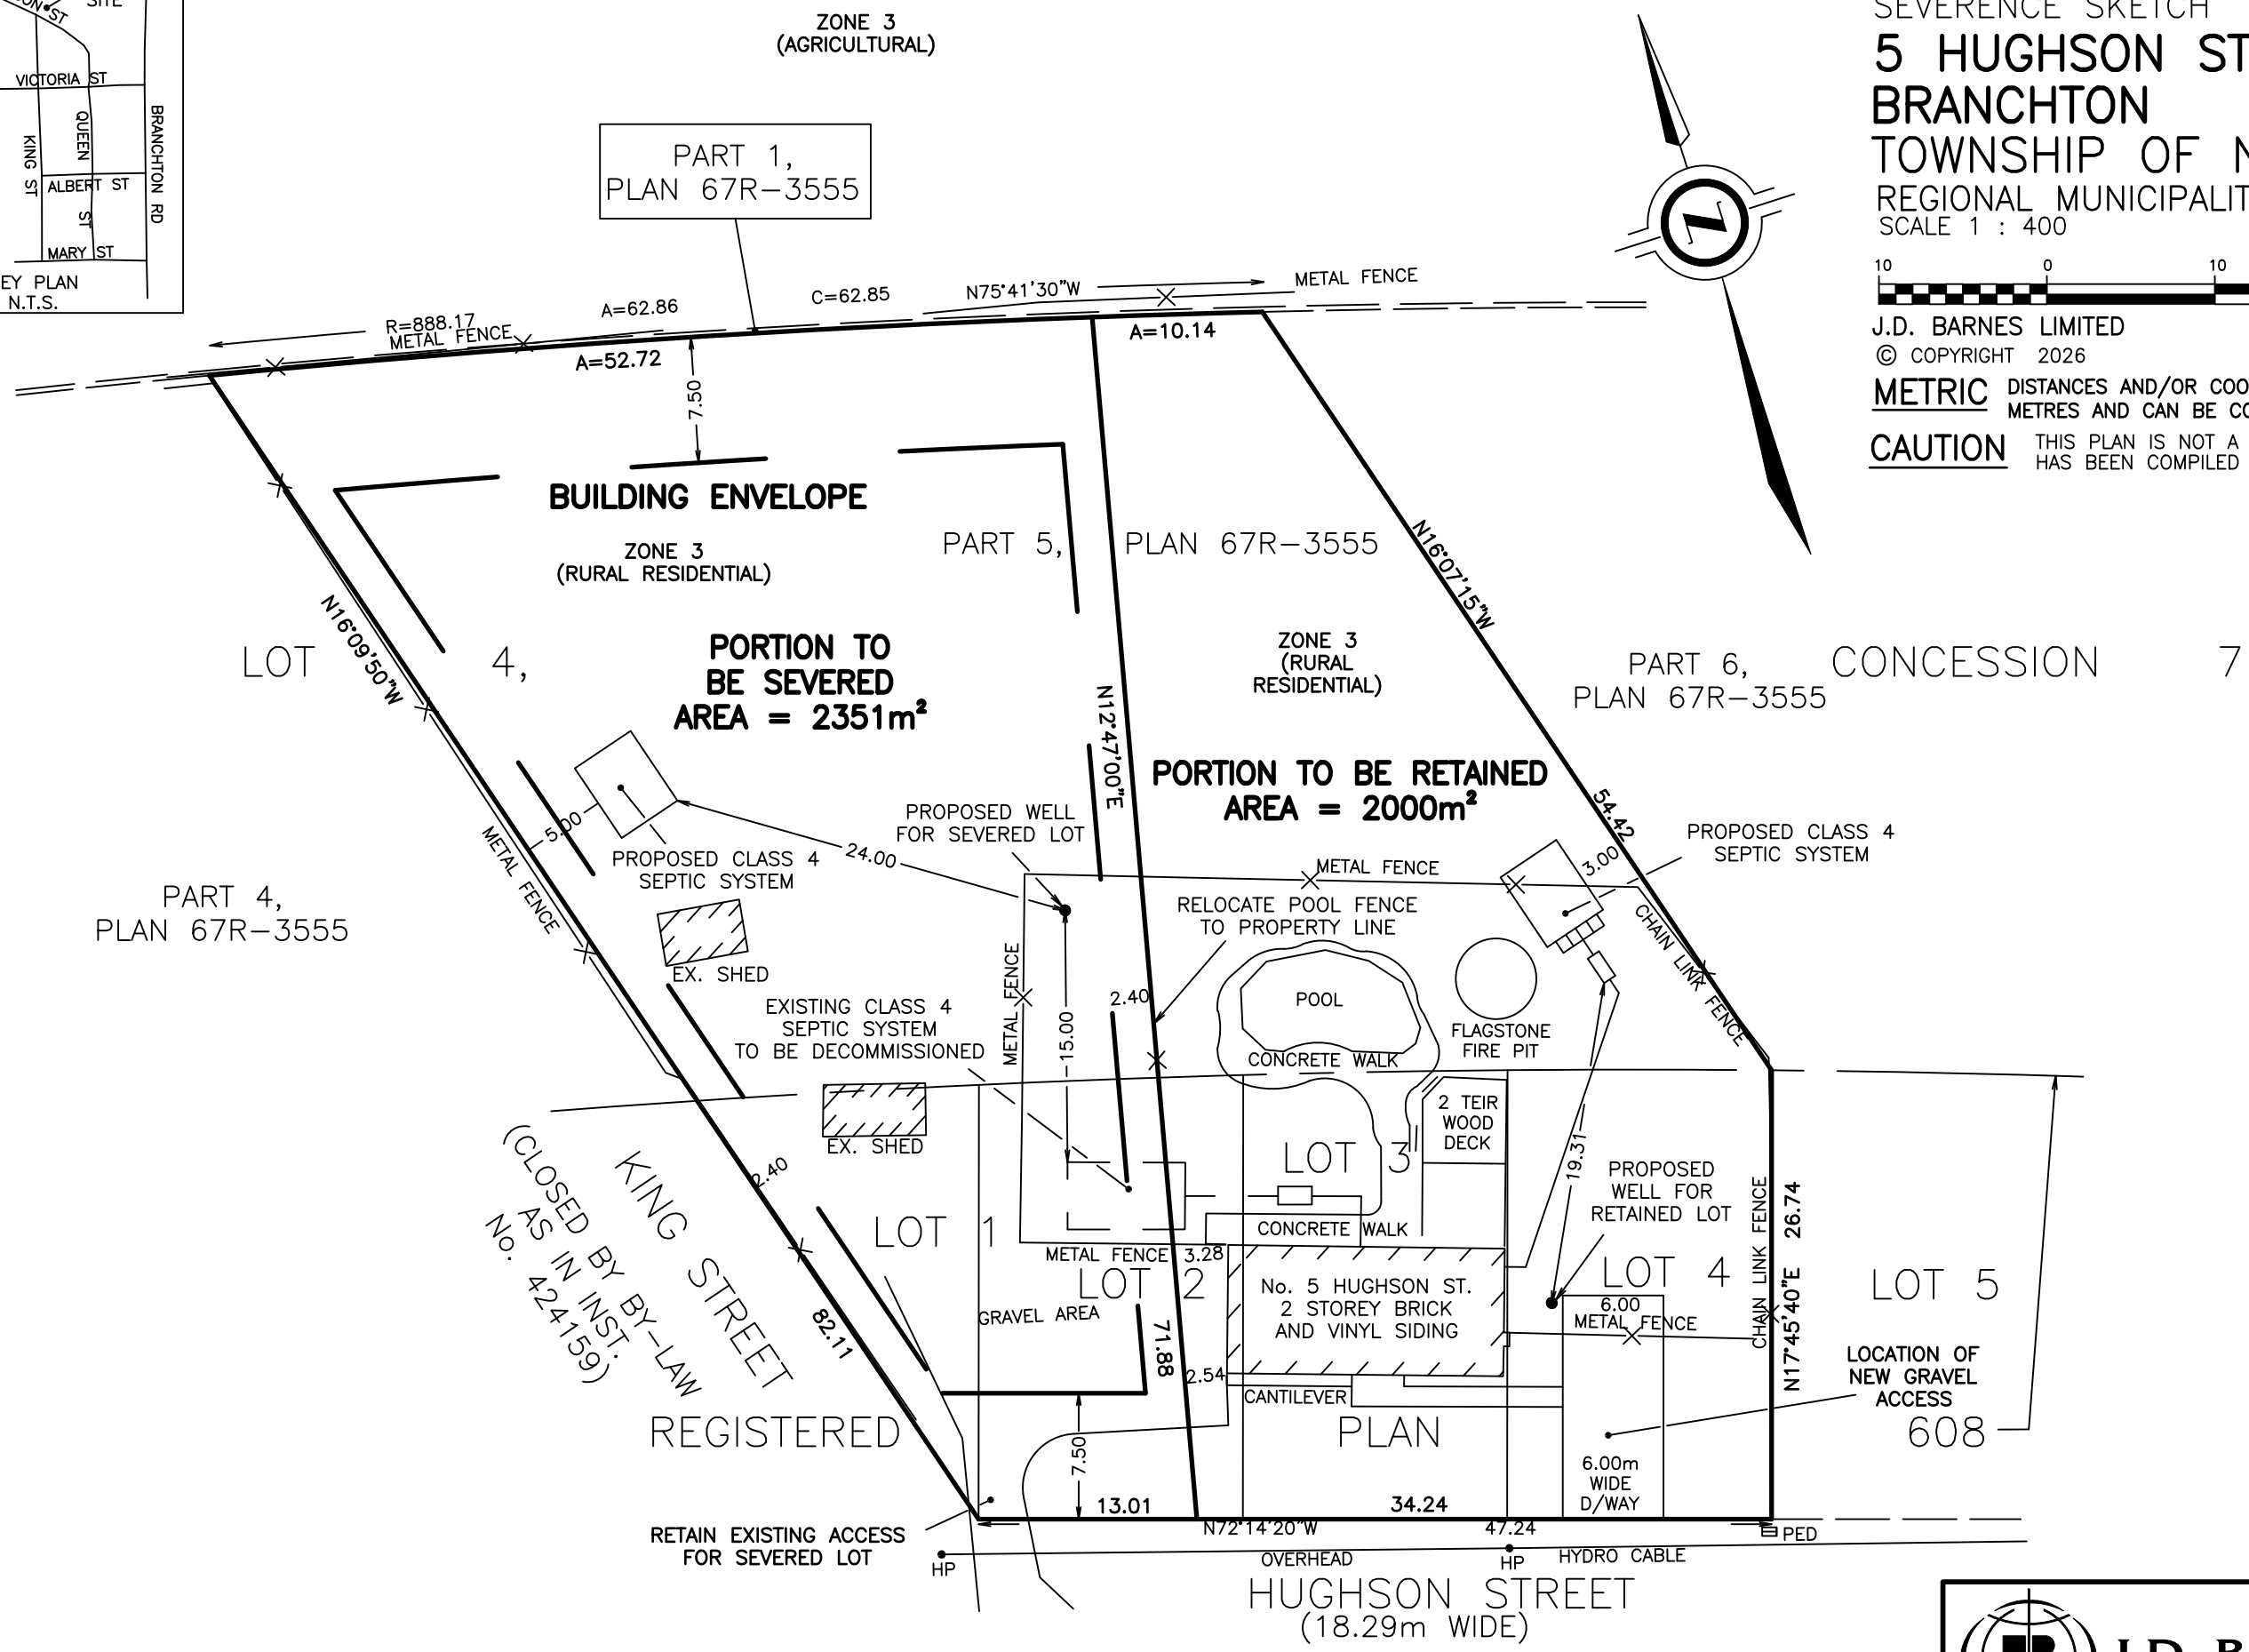 SITE
VICTORIA ST
QUEEN ST
KING ST
ALBERT ST
MARY ST
BRANCHTON RD
EY PLAN
N.T.S.
ZONE 3
(AGRICULTURAL)
PART 1,
PLAN 67R-3555
SEVERENCE SKETCH
5 HUGHSON ST
BRANCHTON
TOWNSHIP OF N
REGIONAL MUNICIPALIT
SCALE 1 : 400
10 0 10
J.D. BARNES LIMITED
© COPYRIGHT 2026
METRIC DISTANCES AND/OR COO
METRES AND CAN BE CO
CAUTION THIS PLAN IS NOT A
HAS BEEN COMPILED
N
R=888.17
METAL FENCE
A=62.86
C=62.85
N75°41'30"W
METAL FENCE
A=52.72
A=10.14
7.50
BUILDING ENVELOPE
ZONE 3
(RURAL RESIDENTIAL)
PART 5, PLAN 67R-3555
N16°07'15"W
N16°09'50"W
LOT 4, CONCESSION 7
PORTION TO
BE SEVERED
AREA = 2351m²
ZONE 3
(RURAL
RESIDENTIAL)
PART 6,
PLAN 67R-3555
N12°47'00"E
PORTION TO BE RETAINED
AREA = 2000m²
54.42
PROPOSED WELL
FOR SEVERED LOT
5.00
METAL FENCE
PROPOSED CLASS 4
SEPTIC SYSTEM
24.00
METAL FENCE
3.00
PROPOSED CLASS 4
SEPTIC SYSTEM
PART 4,
PLAN 67R-3555
RELOCATE POOL FENCE
TO PROPERTY LINE
CHAIN LINK FENCE
EX. SHED
METAL FENCE
15.00
2.40
POOL
CONCRETE WALK
FLAGSTONE
FIRE PIT
EXISTING CLASS 4
SEPTIC SYSTEM
TO BE DECOMMISSIONED
EX. SHED
2 TEIR
WOOD
DECK
LOT 3
19.31
PROPOSED
WELL FOR
RETAINED LOT
CHAIN LINK FENCE
N17°45'40"E 26.74
2.40
KING STREET
(CLOSED BY BY-LAW
AS IN INST.
No. 424159)
LOT 1
METAL FENCE
3.28
CONCRETE WALK
LOT 2
GRAVEL AREA
No. 5 HUGHSON ST.
2 STOREY BRICK
AND VINYL SIDING
LOT 4
6.00
METAL FENCE
LOT 5
82.11
71.88
2.54
CANTILEVER
LOCATION OF
NEW GRAVEL
ACCESS
REGISTERED PLAN 608
7.50
6.00m
WIDE
D/WAY
13.01
34.24
N72°14'20"W
47.24
RETAIN EXISTING ACCESS
FOR SEVERED LOT
HP
OVERHEAD
HP
HYDRO CABLE
PED
HUGHSON STREET
(18.29m WIDE)